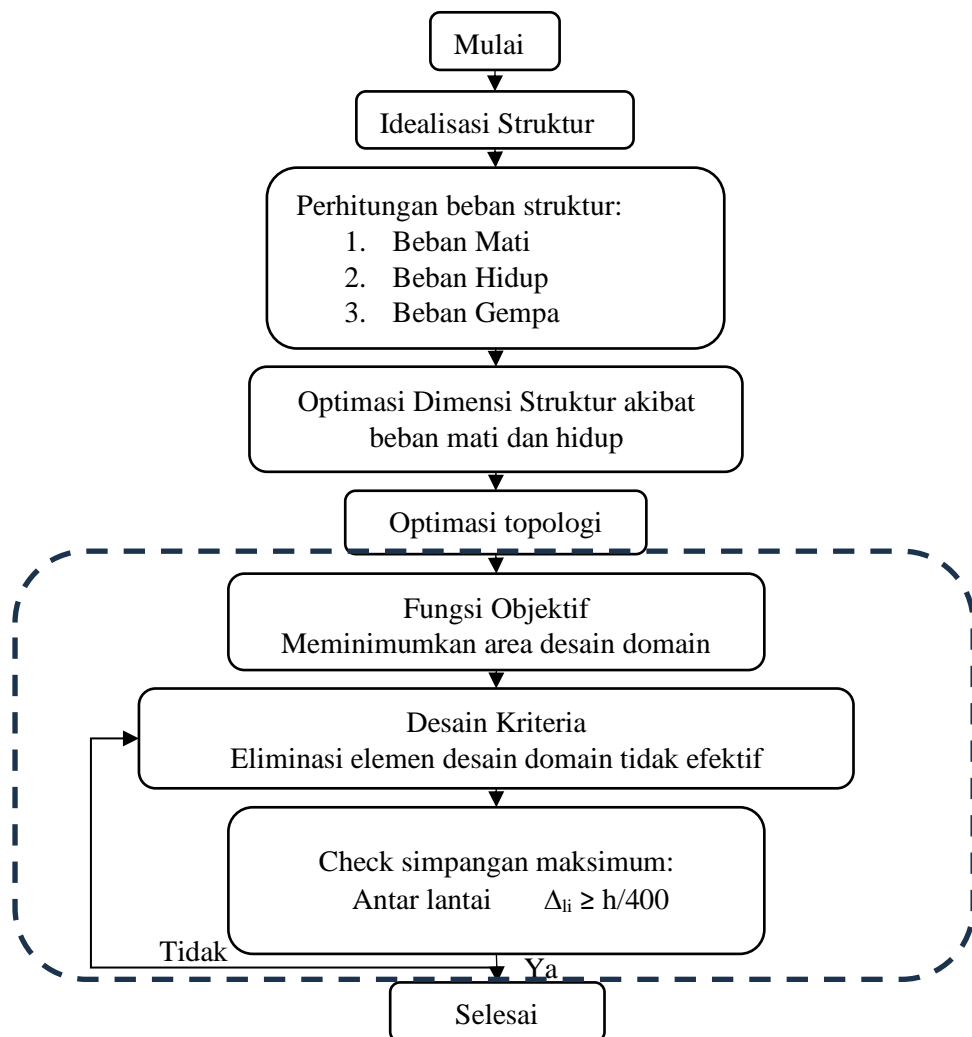 Mulai
Idealisasi Struktur
Perhitungan beban struktur:
1. Beban Mati
2. Beban Hidup
3. Beban Gempa
Optimasi Dimensi Struktur akibat
beban mati dan hidup
Optimasi topologi
Fungsi Objektif
Meminimumkan area desain domain
Desain Kriteria
Eliminasi elemen desain domain tidak efektif
Check simpangan maksimum:
Antar lantai Δli ≥ h/400
Tidak
Ya
Selesai